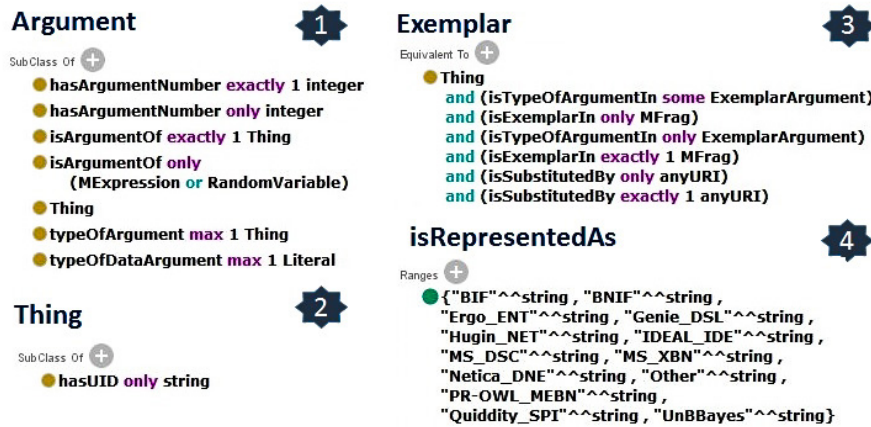 Argument
1
SubClass Of
hasArgumentNumber exactly 1 integer
hasArgumentNumber only integer
isArgumentOf exactly 1 Thing
isArgumentOf only
(MExpression or RandomVariable)
Thing
typeOfArgument max 1 Thing
typeOfDataArgument max 1 Literal
Thing
2
SubClass Of
hasUID only string
Exemplar
3
Equivalent To
Thing
and (isTypeOfArgumentIn some ExemplarArgument)
and (isExemplarIn only MFrag)
and (isTypeOfArgumentIn only ExemplarArgument)
and (isExemplarIn exactly 1 MFrag)
and (isSubstitutedBy only anyURI)
and (isSubstitutedBy exactly 1 anyURI)
isRepresentedAs
4
Ranges
{"BIF"^^string , "BNIF"^^string ,
"Ergo_ENT"^^string , "Genie_DSL"^^string ,
"Hugin_NET"^^string , "IDEAL_IDE"^^string ,
"MS_DSC"^^string , "MS_XBN"^^string ,
"Netica_DNE"^^string , "Other"^^string ,
"PR-OWL_MEBN"^^string ,
"Quiddity_SPI"^^string , "UnBBayes"^^string}